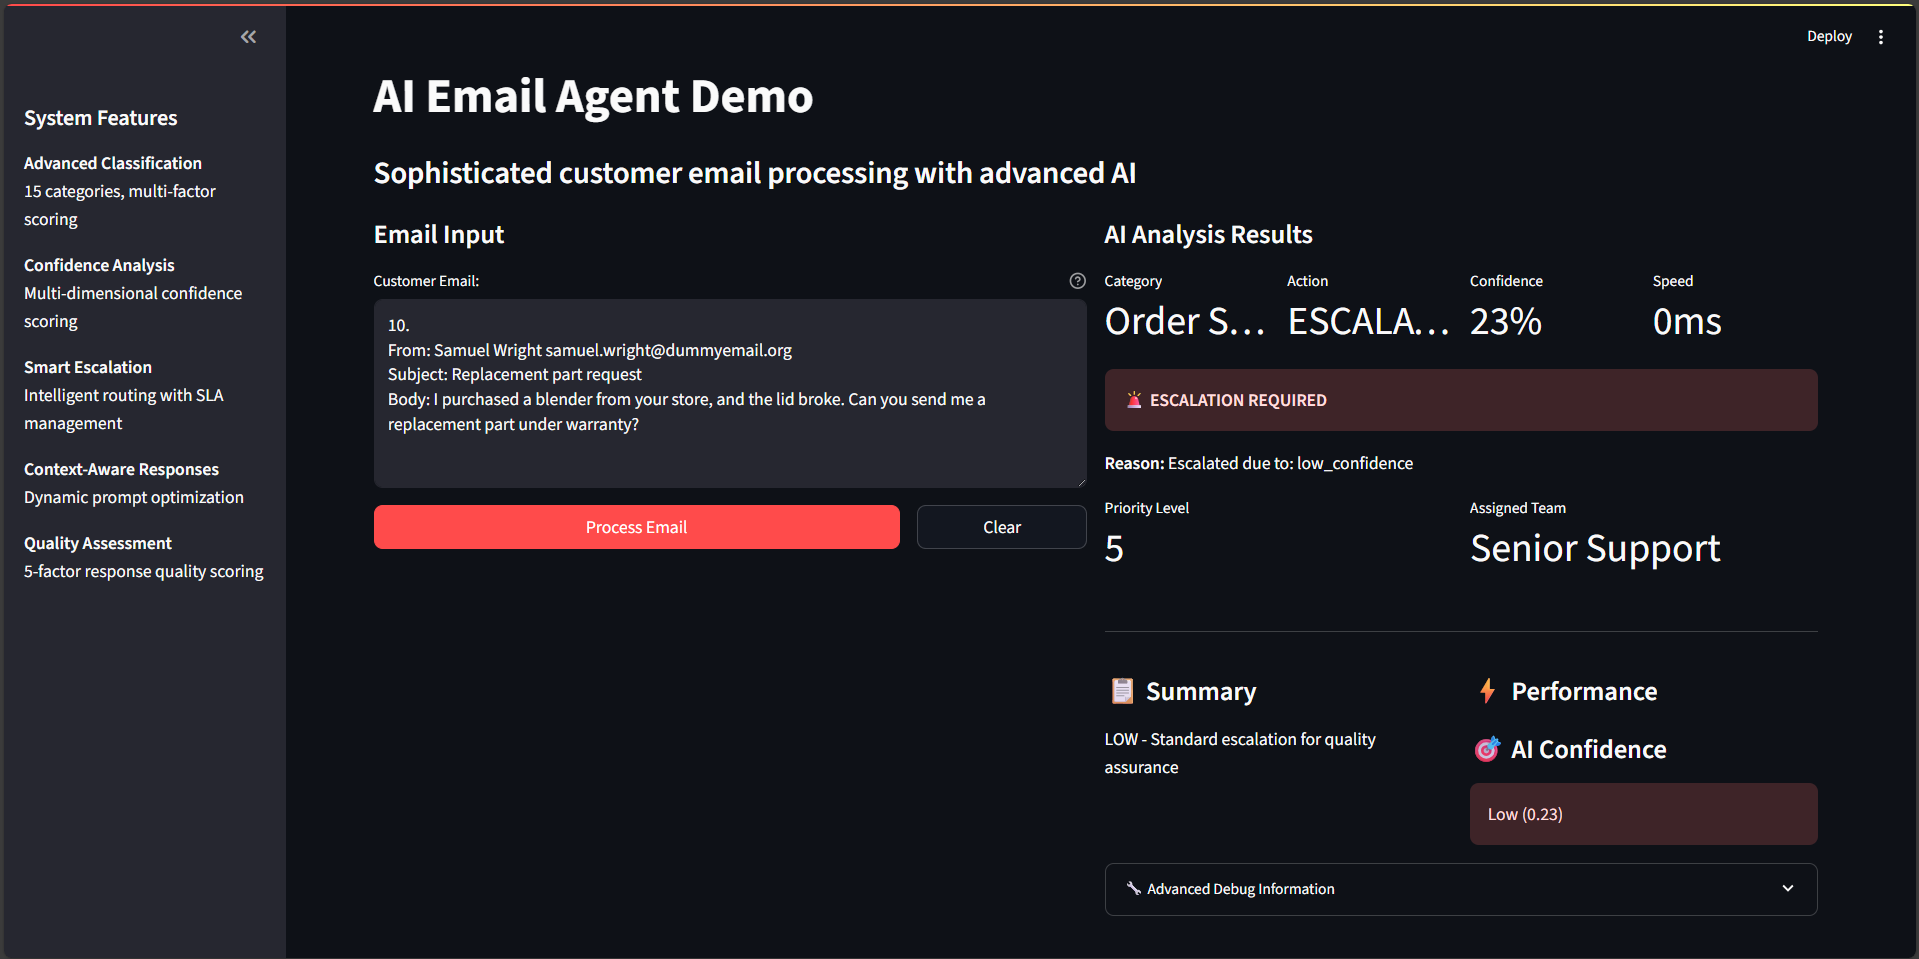 Deploy
System Features
Advanced Classification
15 categories, multi-factor
scoring
Confidence Analysis
Multi-dimensional confidence
scoring
Smart Escalation
Intelligent routing with SLA
management
Context-Aware Responses
Dynamic prompt optimization
Quality Assessment
5-factor response quality scoring
AI Email Agent Demo
Sophisticated customer email processing with advanced AI
Email Input
Customer Email:
10.
From: Samuel Wright samuel.wright@dummyemail.org
Subject: Replacement part request
Body: I purchased a blender from your store, and the lid broke. Can you send me a
replacement part under warranty?
Process Email
Clear
AI Analysis Results
Category
Order S...
Action
ESCALA...
Confidence
23%
Speed
0ms
ESCALATION REQUIRED
Reason: Escalated due to: low_confidence
Priority Level
5
Assigned Team
Senior Support
Summary
LOW - Standard escalation for quality
assurance
Performance
AI Confidence
Low (0.23)
Advanced Debug Information